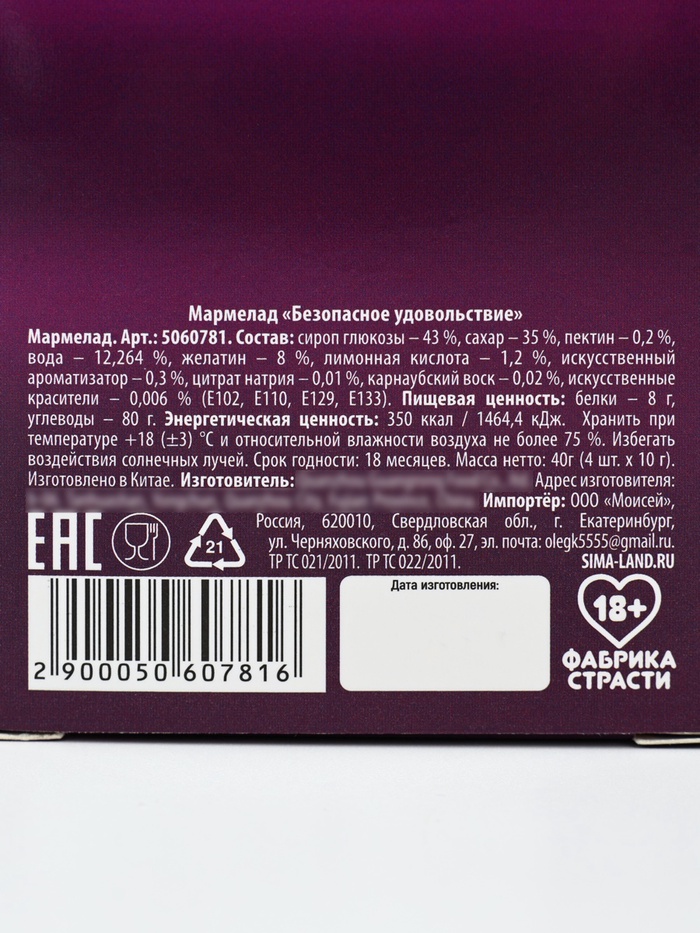 Мармелад «Безопасное удовольствие»
Мармелад. Арт.: 5060781. Состав: сироп глюкозы – 43 %, сахар – 35 %, пектин – 0,2 %,
вода – 12,264 %, желатин – 8 %, лимонная кислота – 1,2 %, искусственный
ароматизатор – 0,3 %, цитрат натрия – 0,01 %, карнаубский воск – 0,02 %, искусственные
красители – 0,006 % (Е102, Е110, Е129, Е133). Пищевая ценность: белки – 8 г,
углеводы – 80 г. Энергетическая ценность: 350 ккал / 1464,4 кДж. Хранить при
температуре +18 (±3) °С и относительной влажности воздуха не более 75 %. Избегать
воздействия солнечных лучей. Срок годности: 18 месяцев. Масса нетто: 40г (4 шт. х 10 г).
Изготовлено в Китае. Изготовитель: Адрес изготовителя:
Импортёр: ООО «Моисей»,
Россия, 620010, Свердловская обл., г. Екатеринбург,
ул. Черняховского, д. 86, оф. 27, эл. почта: olegk5555@gmail.ru.
ТР ТС 021/2011. ТР ТС 022/2011. SIMA-LAND.RU
EAC
21
2 900050 607816
Дата изготовления:
18+
ФАБРИКА
СТРАСТИ